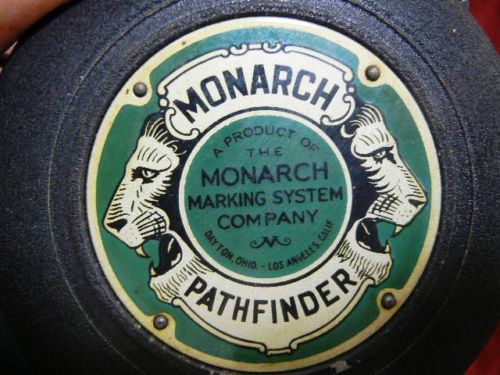 MONARCH
A PRODUCT OF
THE
MONARCH
MARKING SYSTEM
COMPANY
M
DAYTON, OHIO. - LOS ANGELES, CALIF.
PATHFINDER